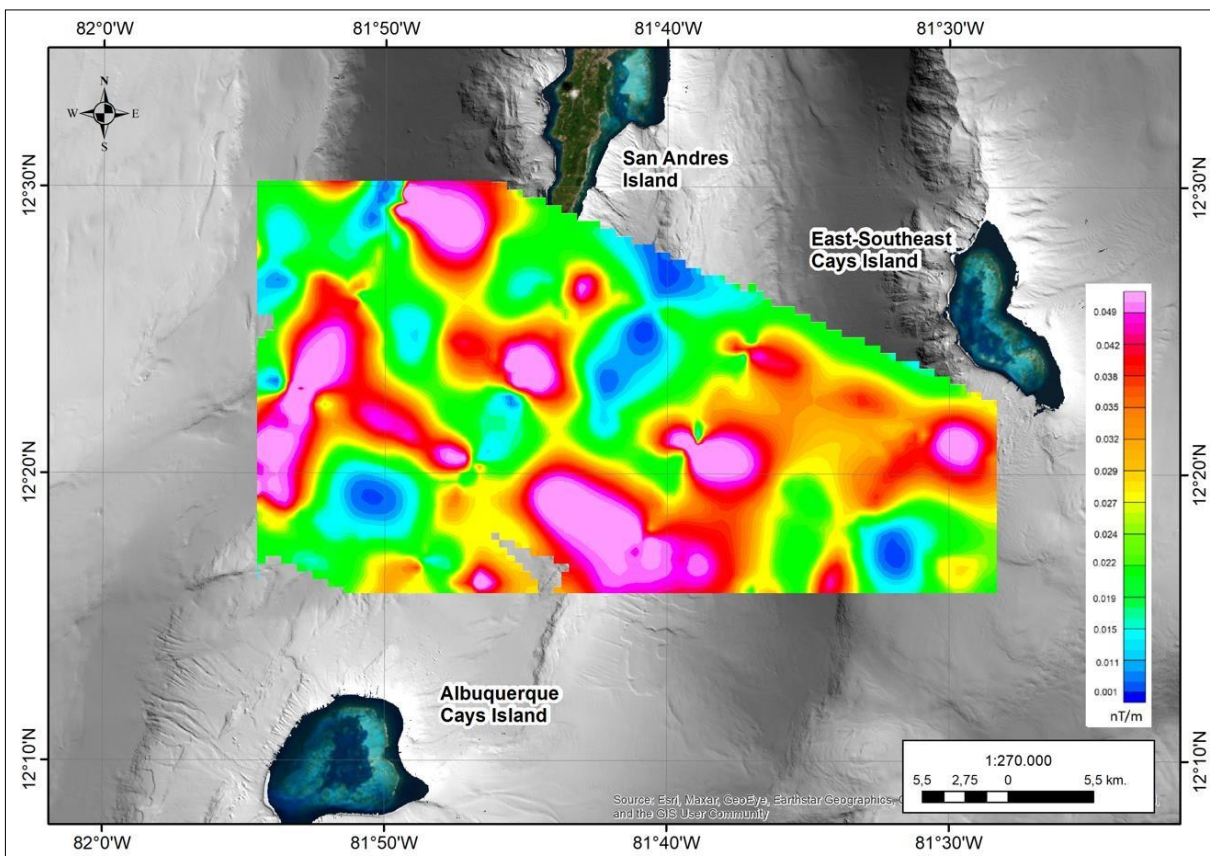 82°0'W 81°50'W 81°40'W 81°30'W
N
W E
S
San Andres
Island
12°30'N 12°30'N
East-Southeast
Cays Island
0.049
0.042
0.038
0.035
0.032
0.029
0.027
0.024
0.022
0.019
0.015
0.011
0.001
nT/m
12°20'N 12°20'N
Albuquerque
Cays Island
12°10'N 12°10'N
1:270.000
5,5 2,75 0 5,5 km.
Source: Esri, Maxar, GeoEye, Earthstar Geographics,
and the GIS User Community
82°0'W 81°50'W 81°40'W 81°30'W